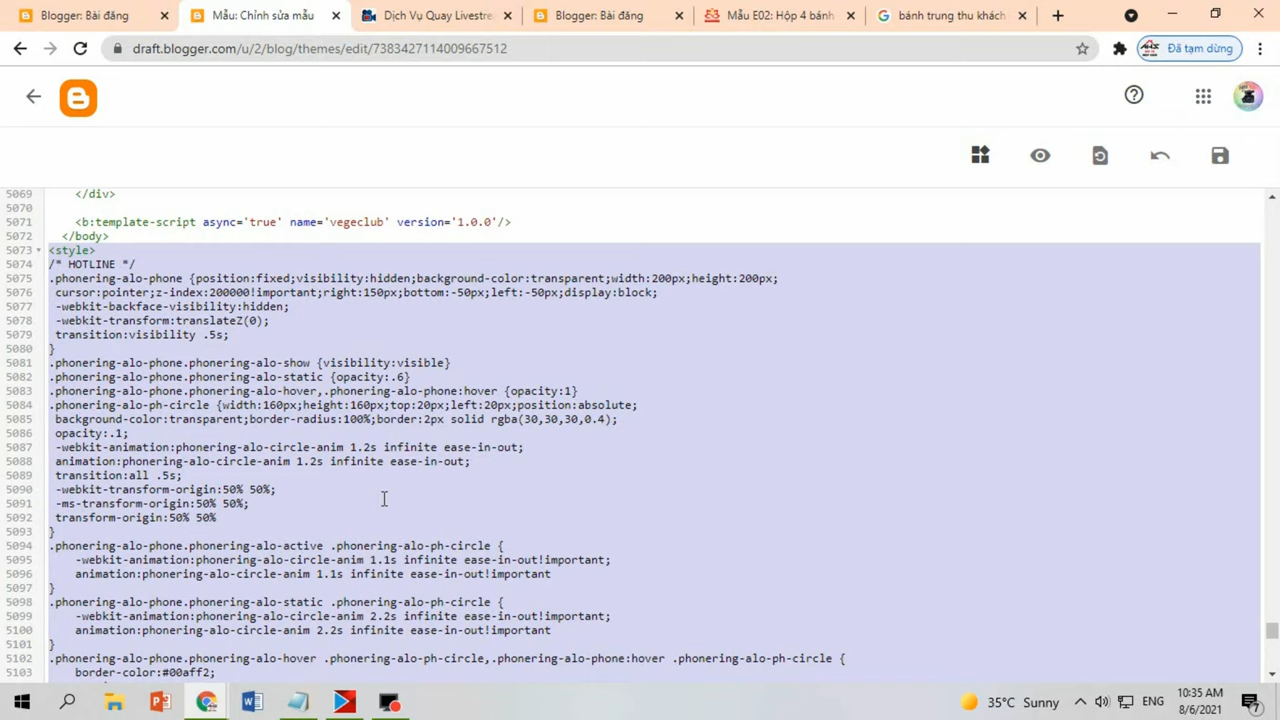 Blogger: Bài đăng
Mẫu: Chỉnh sửa mẫu
Dịch Vụ Quay Livestre
Blogger: Bài đăng
Mẫu E02: Hộp 4 bánh
bánh trung thu khách
draft.blogger.com/u/2/blog/themes/edit/7383427114009667512
Đã tạm dừng
5069 </div>
5070
5071 <b:template-script async='true' name='vegeclub' version='1.0.0'/>
5072 </body>
5073 <style>
5074 /* HOTLINE */
5075 .phonering-alo-phone {position:fixed;visibility:hidden;background-color:transparent;width:200px;height:200px;
5076 cursor:pointer;z-index:200000!important;right:150px;bottom:-50px;left:-50px;display:block;
5077 -webkit-backface-visibility:hidden;
5078 -webkit-transform:translateZ(0);
5079 transition:visibility .5s;
5080 }
5081 .phonering-alo-phone.phonering-alo-show {visibility:visible}
5082 .phonering-alo-phone.phonering-alo-static {opacity:.6}
5083 .phonering-alo-phone.phonering-alo-hover,.phonering-alo-phone:hover {opacity:1}
5084 .phonering-alo-ph-circle {width:160px;height:160px;top:20px;left:20px;position:absolute;
5085 background-color:transparent;border-radius:100%;border:2px solid rgba(30,30,30,0.4);
5086 opacity:.1;
5087 -webkit-animation:phonering-alo-circle-anim 1.2s infinite ease-in-out;
5088 animation:phonering-alo-circle-anim 1.2s infinite ease-in-out;
5089 transition:all .5s;
5090 -webkit-transform-origin:50% 50%;
5091 -ms-transform-origin:50% 50%;
5092 transform-origin:50% 50%
5093 }
5094 .phonering-alo-phone.phonering-alo-active .phonering-alo-ph-circle {
5095 -webkit-animation:phonering-alo-circle-anim 1.1s infinite ease-in-out!important;
5096 animation:phonering-alo-circle-anim 1.1s infinite ease-in-out!important
5097 }
5098 .phonering-alo-phone.phonering-alo-static .phonering-alo-ph-circle {
5099 -webkit-animation:phonering-alo-circle-anim 2.2s infinite ease-in-out!important;
5100 animation:phonering-alo-circle-anim 2.2s infinite ease-in-out!important
5101 }
5102 .phonering-alo-phone.phonering-alo-hover .phonering-alo-ph-circle,.phonering-alo-phone:hover .phonering-alo-ph-circle {
5103 border-color:#00aff2;
35°C Sunny
ENG
10:35 AM
8/6/2021
7